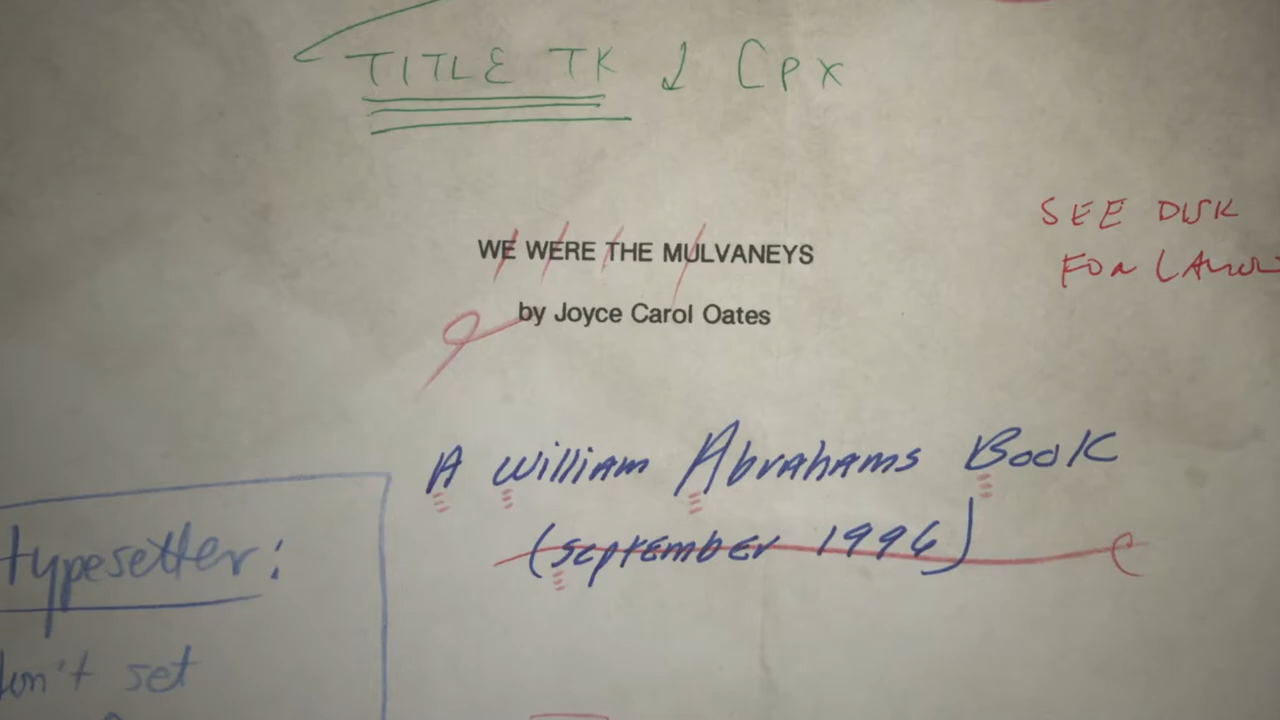 TITLE TK
CPX
WE WERE THE MULVANEYS
SEE DISK
FOR
by Joyce Carol Oates
A William Abrahams Book
(september 1996)
typesetter:
don't set